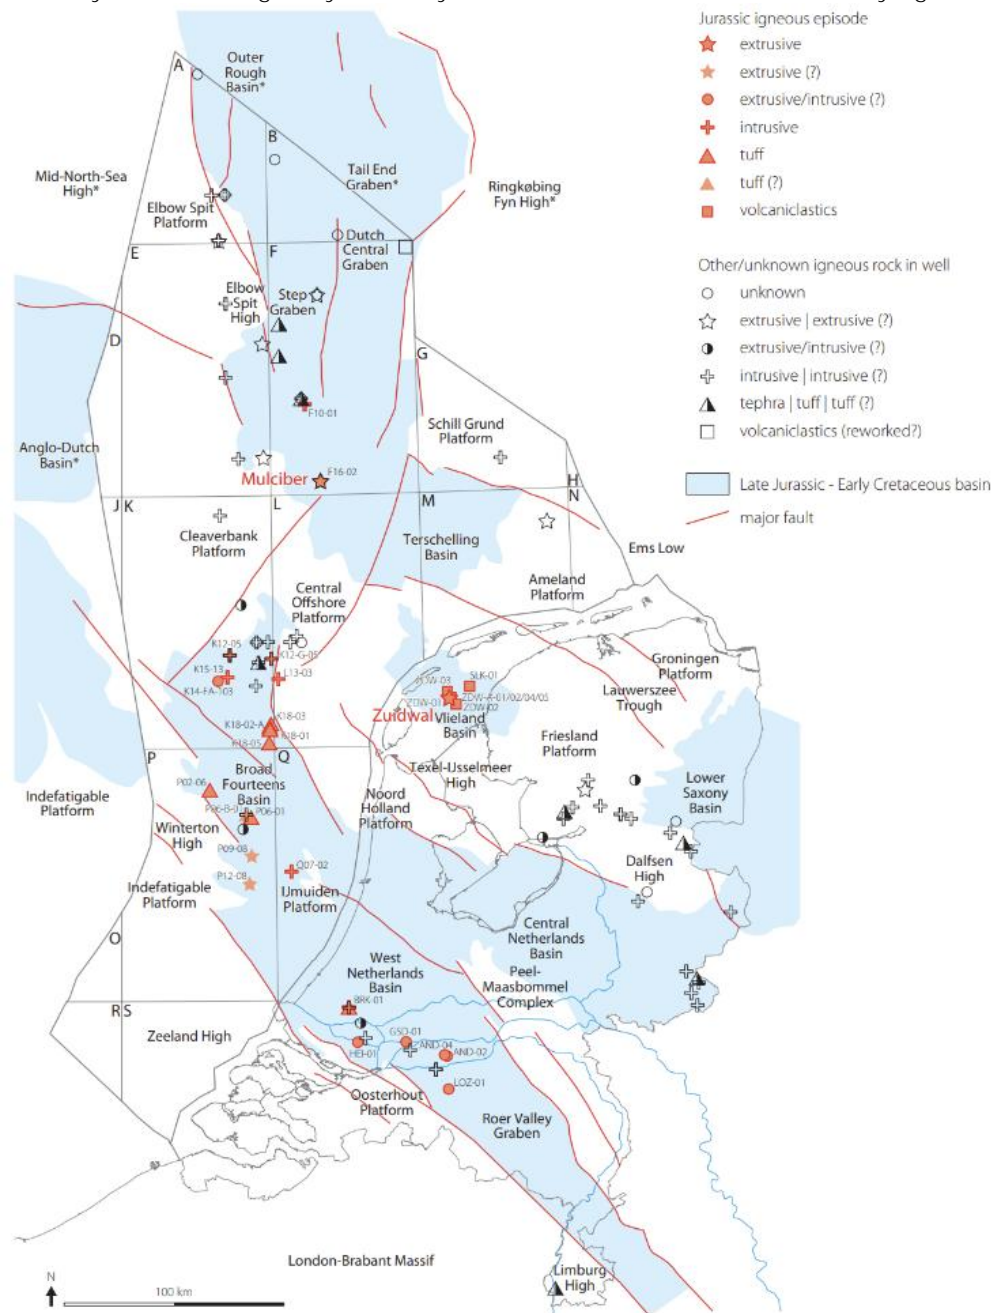 Jurassic igneous episode
extrusive
extrusive (?)
extrusive/intrusive (?)
intrusive
tuff
tuff (?)
volcaniclastics
Other/unknown igneous rock in well
unknown
extrusive | extrusive (?)
extrusive/intrusive (?)
intrusive | intrusive (?)
tephra | tuff | tuff (?)
volcaniclastics (reworked?)
Late Jurassic - Early Cretaceous basin
major fault
A
Outer
Rough
Basin*
B
Mid-North-Sea
High*
Tail End
Graben*
Ringkøbing
Fyn High*
Elbow Spit
Platform
E
F
Dutch
Central
Graben
Elbow
Spit
High
Step
Graben
D
G
F10-01
Schill Grund
Platform
Anglo-Dutch
Basin*
Mulciber
F16-02
H
J
K
L
M
N
Cleaverbank
Platform
Terschelling
Basin
Ems Low
Ameland
Platform
Central
Offshore
Platform
K12-05
K12-G-05
K15-13
L13-03
K14-FA-103
Groningen
Platform
Lauwerszee
Trough
ZDW-03
SLK-01
ZDW-A-01/02/04/05
ZDW-01
ZDW-02
Zuidwal
Vlieland
Basin
K18-03
K18-02-A
K18-01
K18-05
Friesland
Platform
P
Q
Texel-IJsselmeer
High
Lower
Saxony
Basin
P02-06
Broad
Fourteens
Basin
Indefatigable
Platform
Noord
Holland
Platform
P06-01
Winterton
High
P09-08
Dalfsen
High
P12-08
Q07-02
Indefatigable
Platform
IJmuiden
Platform
O
Central
Netherlands
Basin
West
Netherlands
Basin
Peel-
Maasbommel
Complex
R
S
BRK-01
Zeeland High
GSD-01
HEI-01
AND-04
AND-02
LOZ-01
Oosterhout
Platform
Roer Valley
Graben
London-Brabant Massif
Limburg
High
N
100 km